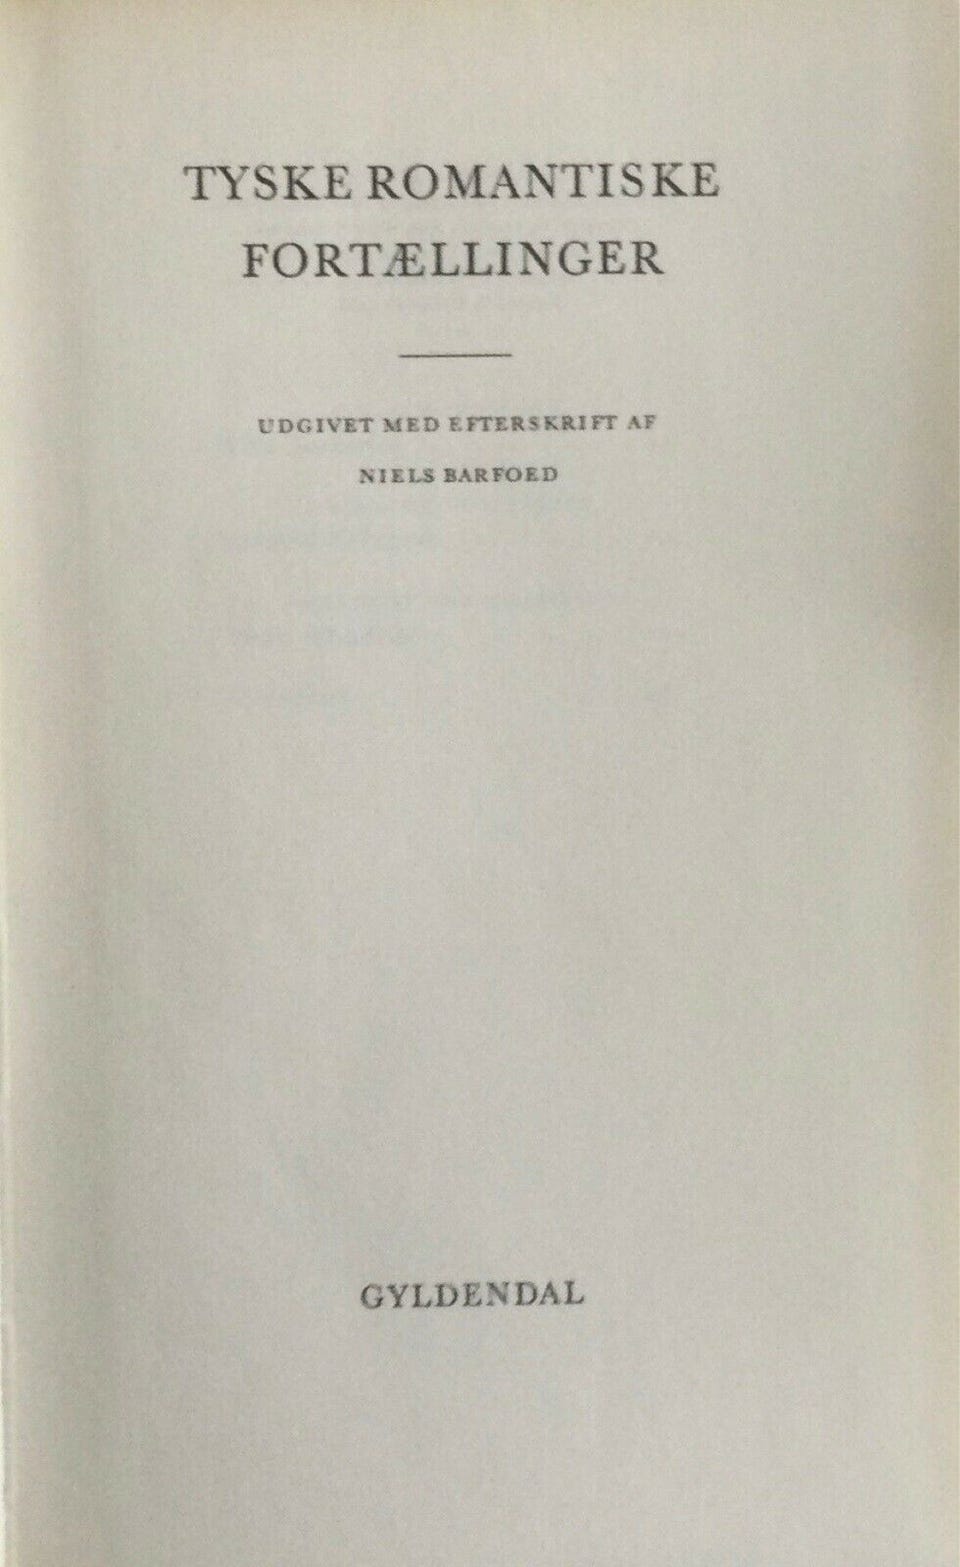 TYSKE ROMANTISKE
FORTÆLLINGER
UDGIVET MED EFTERSKRIFT AF
NIELS BARFOED
GYLDENDAL